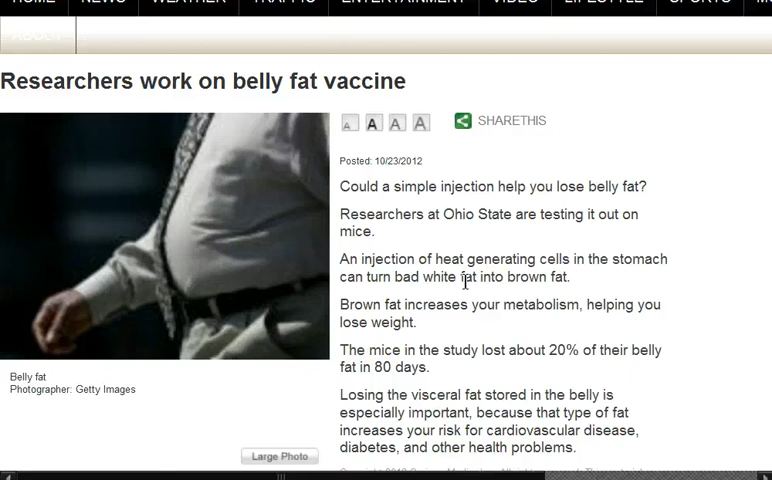 HOME NEWS WEATHER TRAFFIC ENTERTAINMENT VIDEO LIFESTYLE SPORTS
ABOUT
Researchers work on belly fat vaccine
A A A A SHARETHIS
Posted: 10/23/2012
Could a simple injection help you lose belly fat?
Researchers at Ohio State are testing it out on
mice.
An injection of heat generating cells in the stomach
can turn bad white fat into brown fat.
Brown fat increases your metabolism, helping you
lose weight.
The mice in the study lost about 20% of their belly
fat in 80 days.
Losing the visceral fat stored in the belly is
especially important, because that type of fat
increases your risk for cardiovascular disease,
diabetes, and other health problems.
Belly fat
Photographer: Getty Images
Large Photo